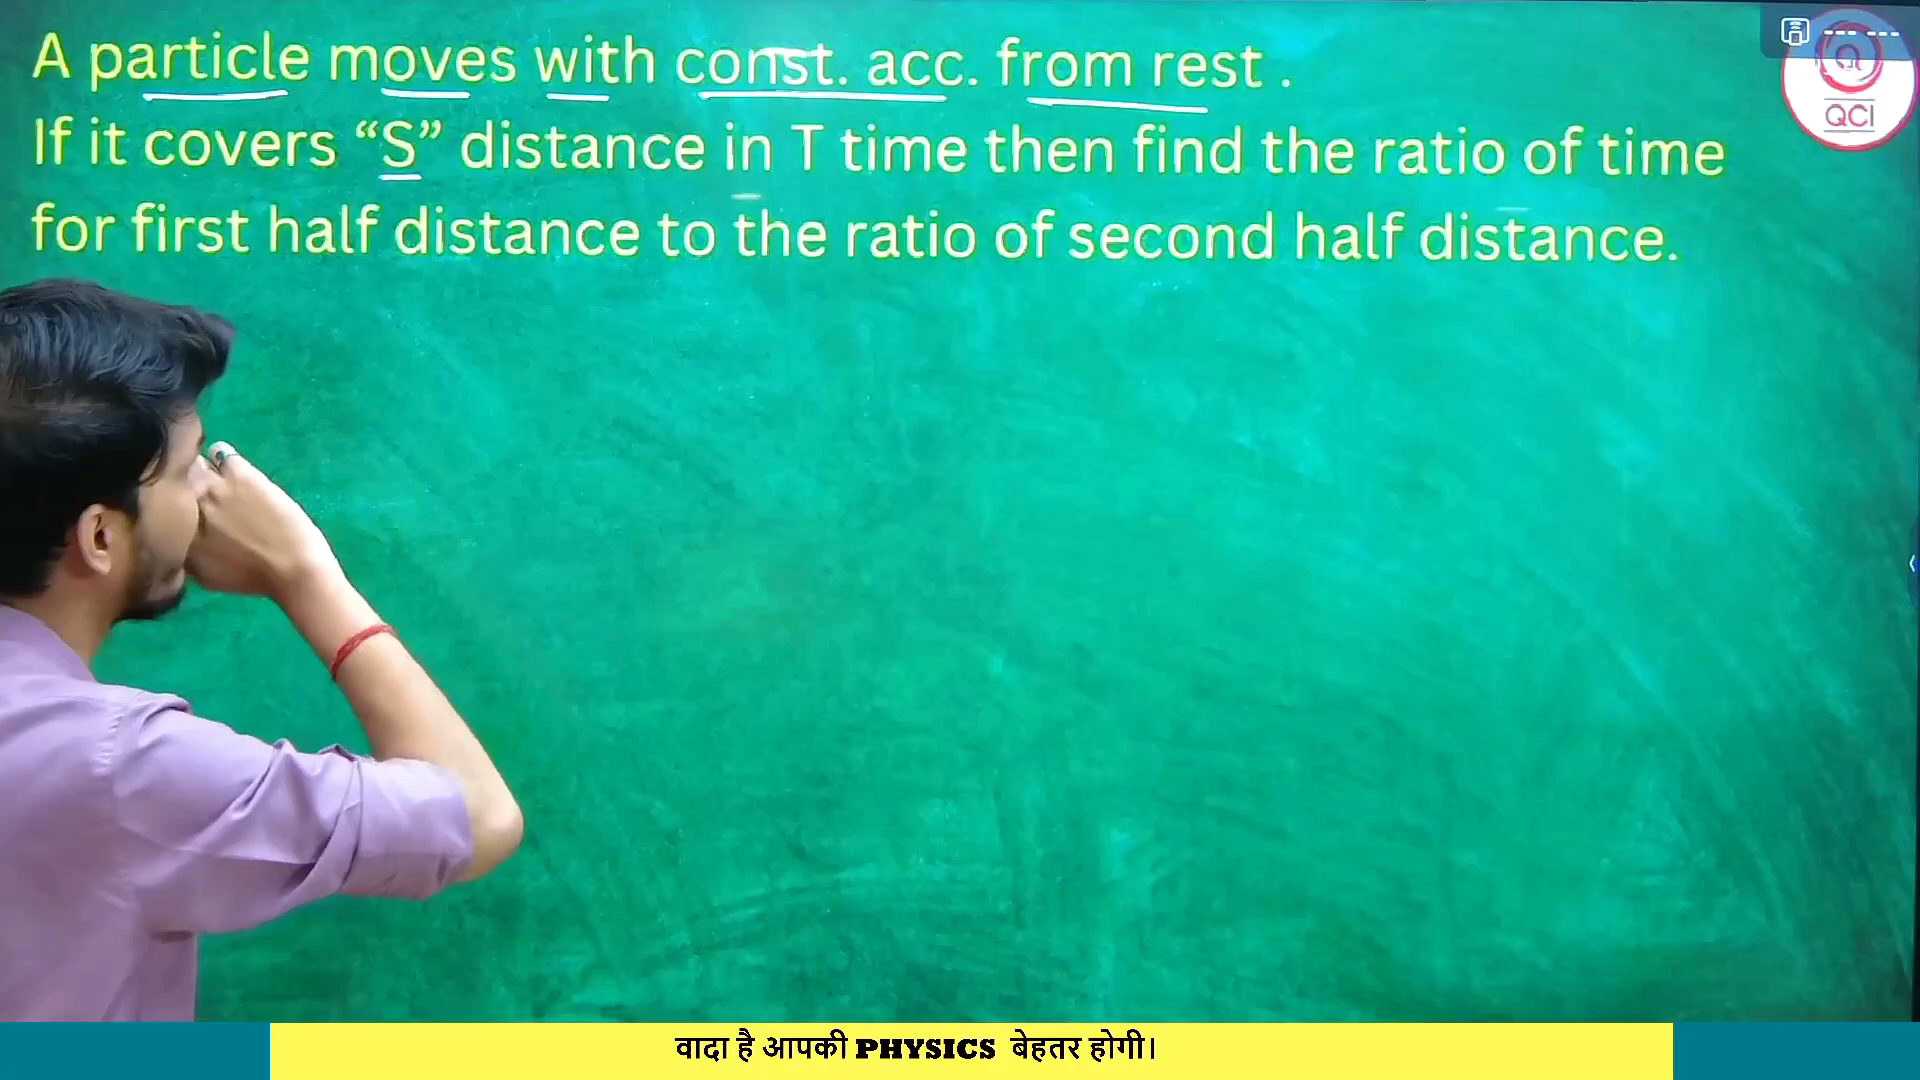 A particle moves with const. acc. from rest .
If it covers “S” distance in T time then find the ratio of time
for first half distance to the ratio of second half distance.
QCI
वादा है आपकी PHYSICS बेहतर होगी।